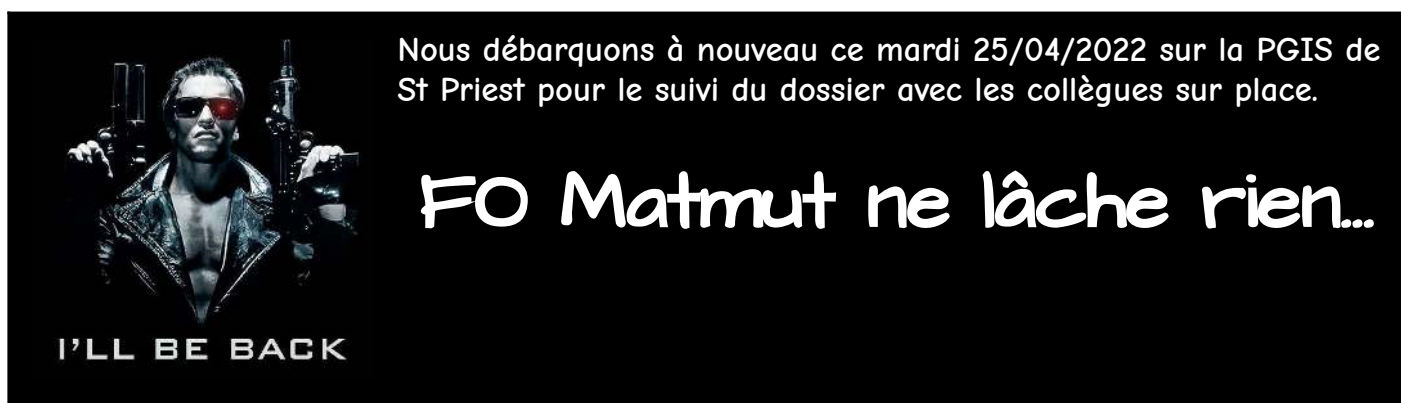 Nous débarquons à nouveau ce mardi 25/04/2022 sur la PGIS de
St Priest pour le suivi du dossier avec les collègues sur place.
FO Matmut ne lâche rien...
I'LL BE BACK